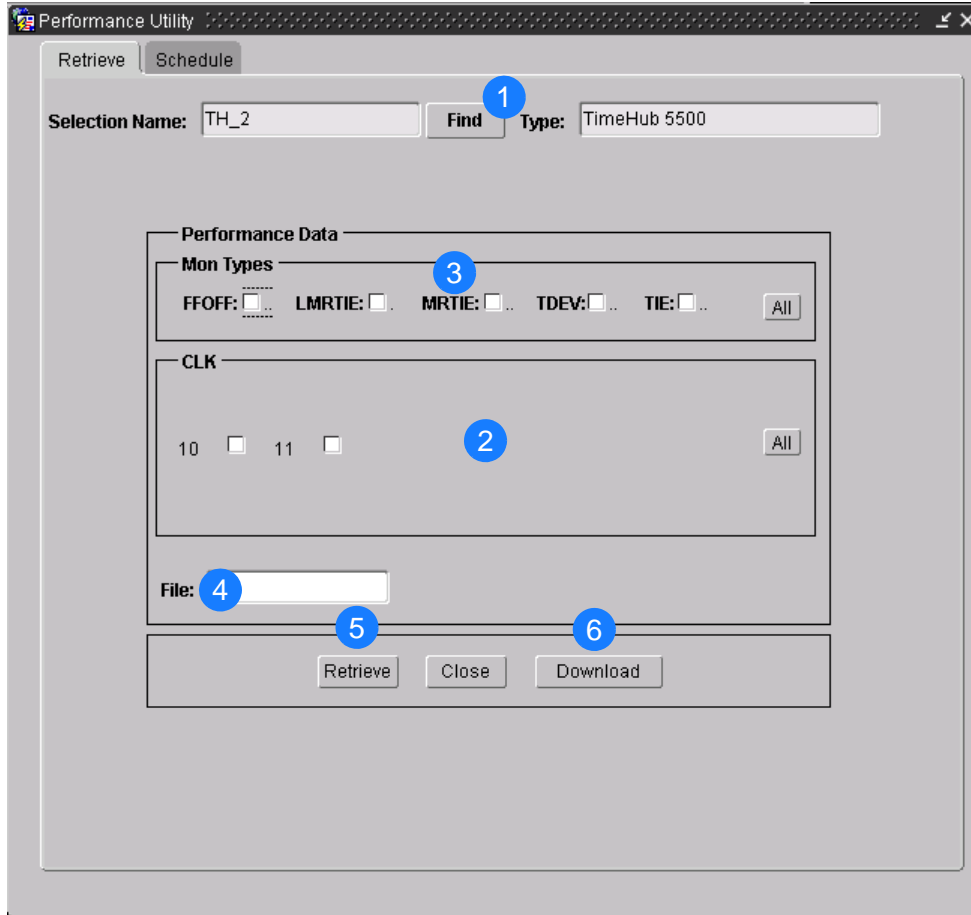 Performance Utility
Retrieve Schedule
1
Selection Name: TH_2 Find Type: TimeHub 5500
Performance Data
Mon Types
3
FFOFF: .. LMRTIE: . MRTIE: .. TDEV: .. TIE: .. All
CLK
10 11 2 All
File: 4
5 6
Retrieve Close Download